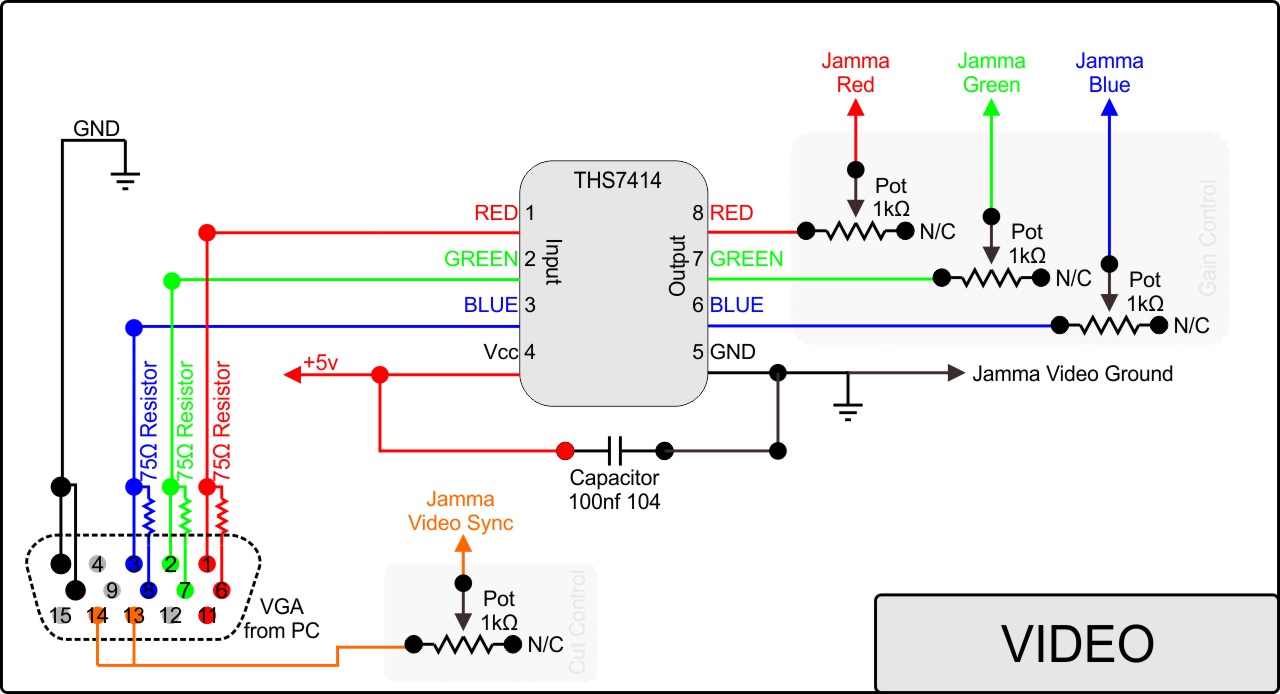 Jamma
Red
Jamma
Green
Jamma
Blue
GND
THS7414
RED
1
8
RED
Pot
1kΩ
N/C
GREEN
2
Input
Output
7
GREEN
Pot
1kΩ
N/C
Gain Control
BLUE
3
6
BLUE
Pot
1kΩ
N/C
Vcc
4
5
GND
+5v
Jamma Video Ground
75Ω Resistor
75Ω Resistor
75Ω Resistor
Capacitor
100nf 104
Jamma
Video Sync
4
3
2
1
9
8
7
6
15
14
13
12
11
VGA
from PC
Pot
1kΩ
N/C
Cut Control
VIDEO